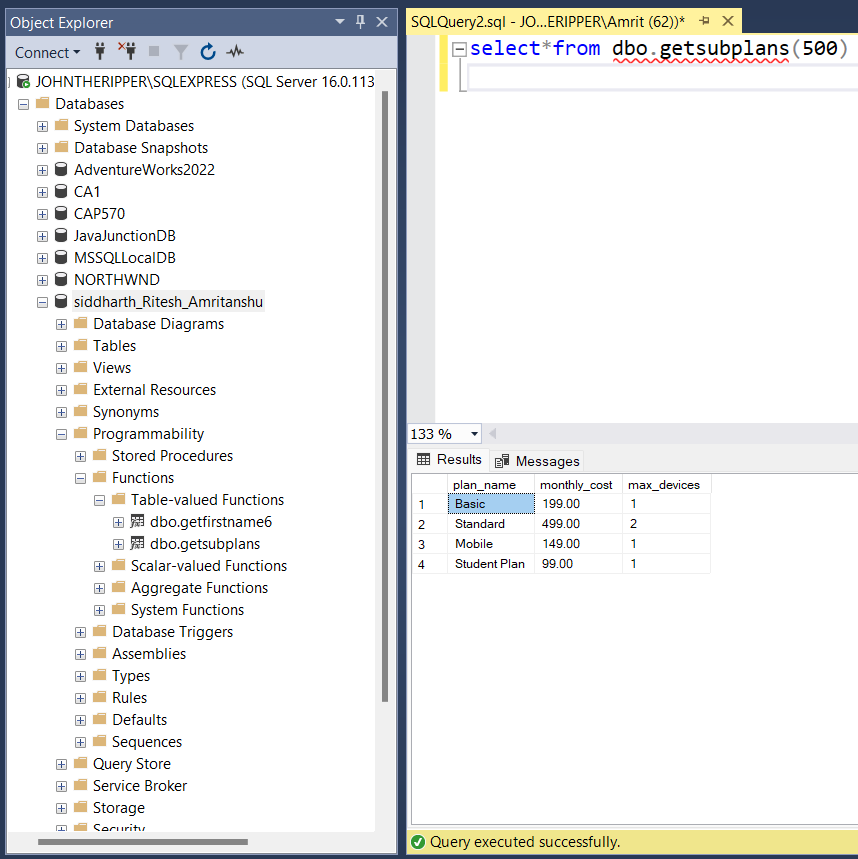 Object Explorer
Connect
JOHNTHERIPPER\SQLEXPRESS (SQL Server 16.0.113
Databases
System Databases
Database Snapshots
AdventureWorks2022
CA1
CAP570
JavaJunctionDB
MSSQLLocalDB
NORTHWND
siddharth_Ritesh_Amritanshu
Database Diagrams
Tables
Views
External Resources
Synonyms
Programmability
Stored Procedures
Functions
Table-valued Functions
dbo.getfirstname6
dbo.getsubplans
Scalar-valued Functions
Aggregate Functions
System Functions
Database Triggers
Assemblies
Types
Rules
Defaults
Sequences
Query Store
Service Broker
Storage
Security
SQLQuery2.sql - JO...ERIPPER\Amrit (62))*
select*from dbo.getsubplans(500)
133 %
Results Messages
plan_name monthly_cost max_devices
1 Basic 199.00 1
2 Standard 499.00 2
3 Mobile 149.00 1
4 Student Plan 99.00 1
Query executed successfully.